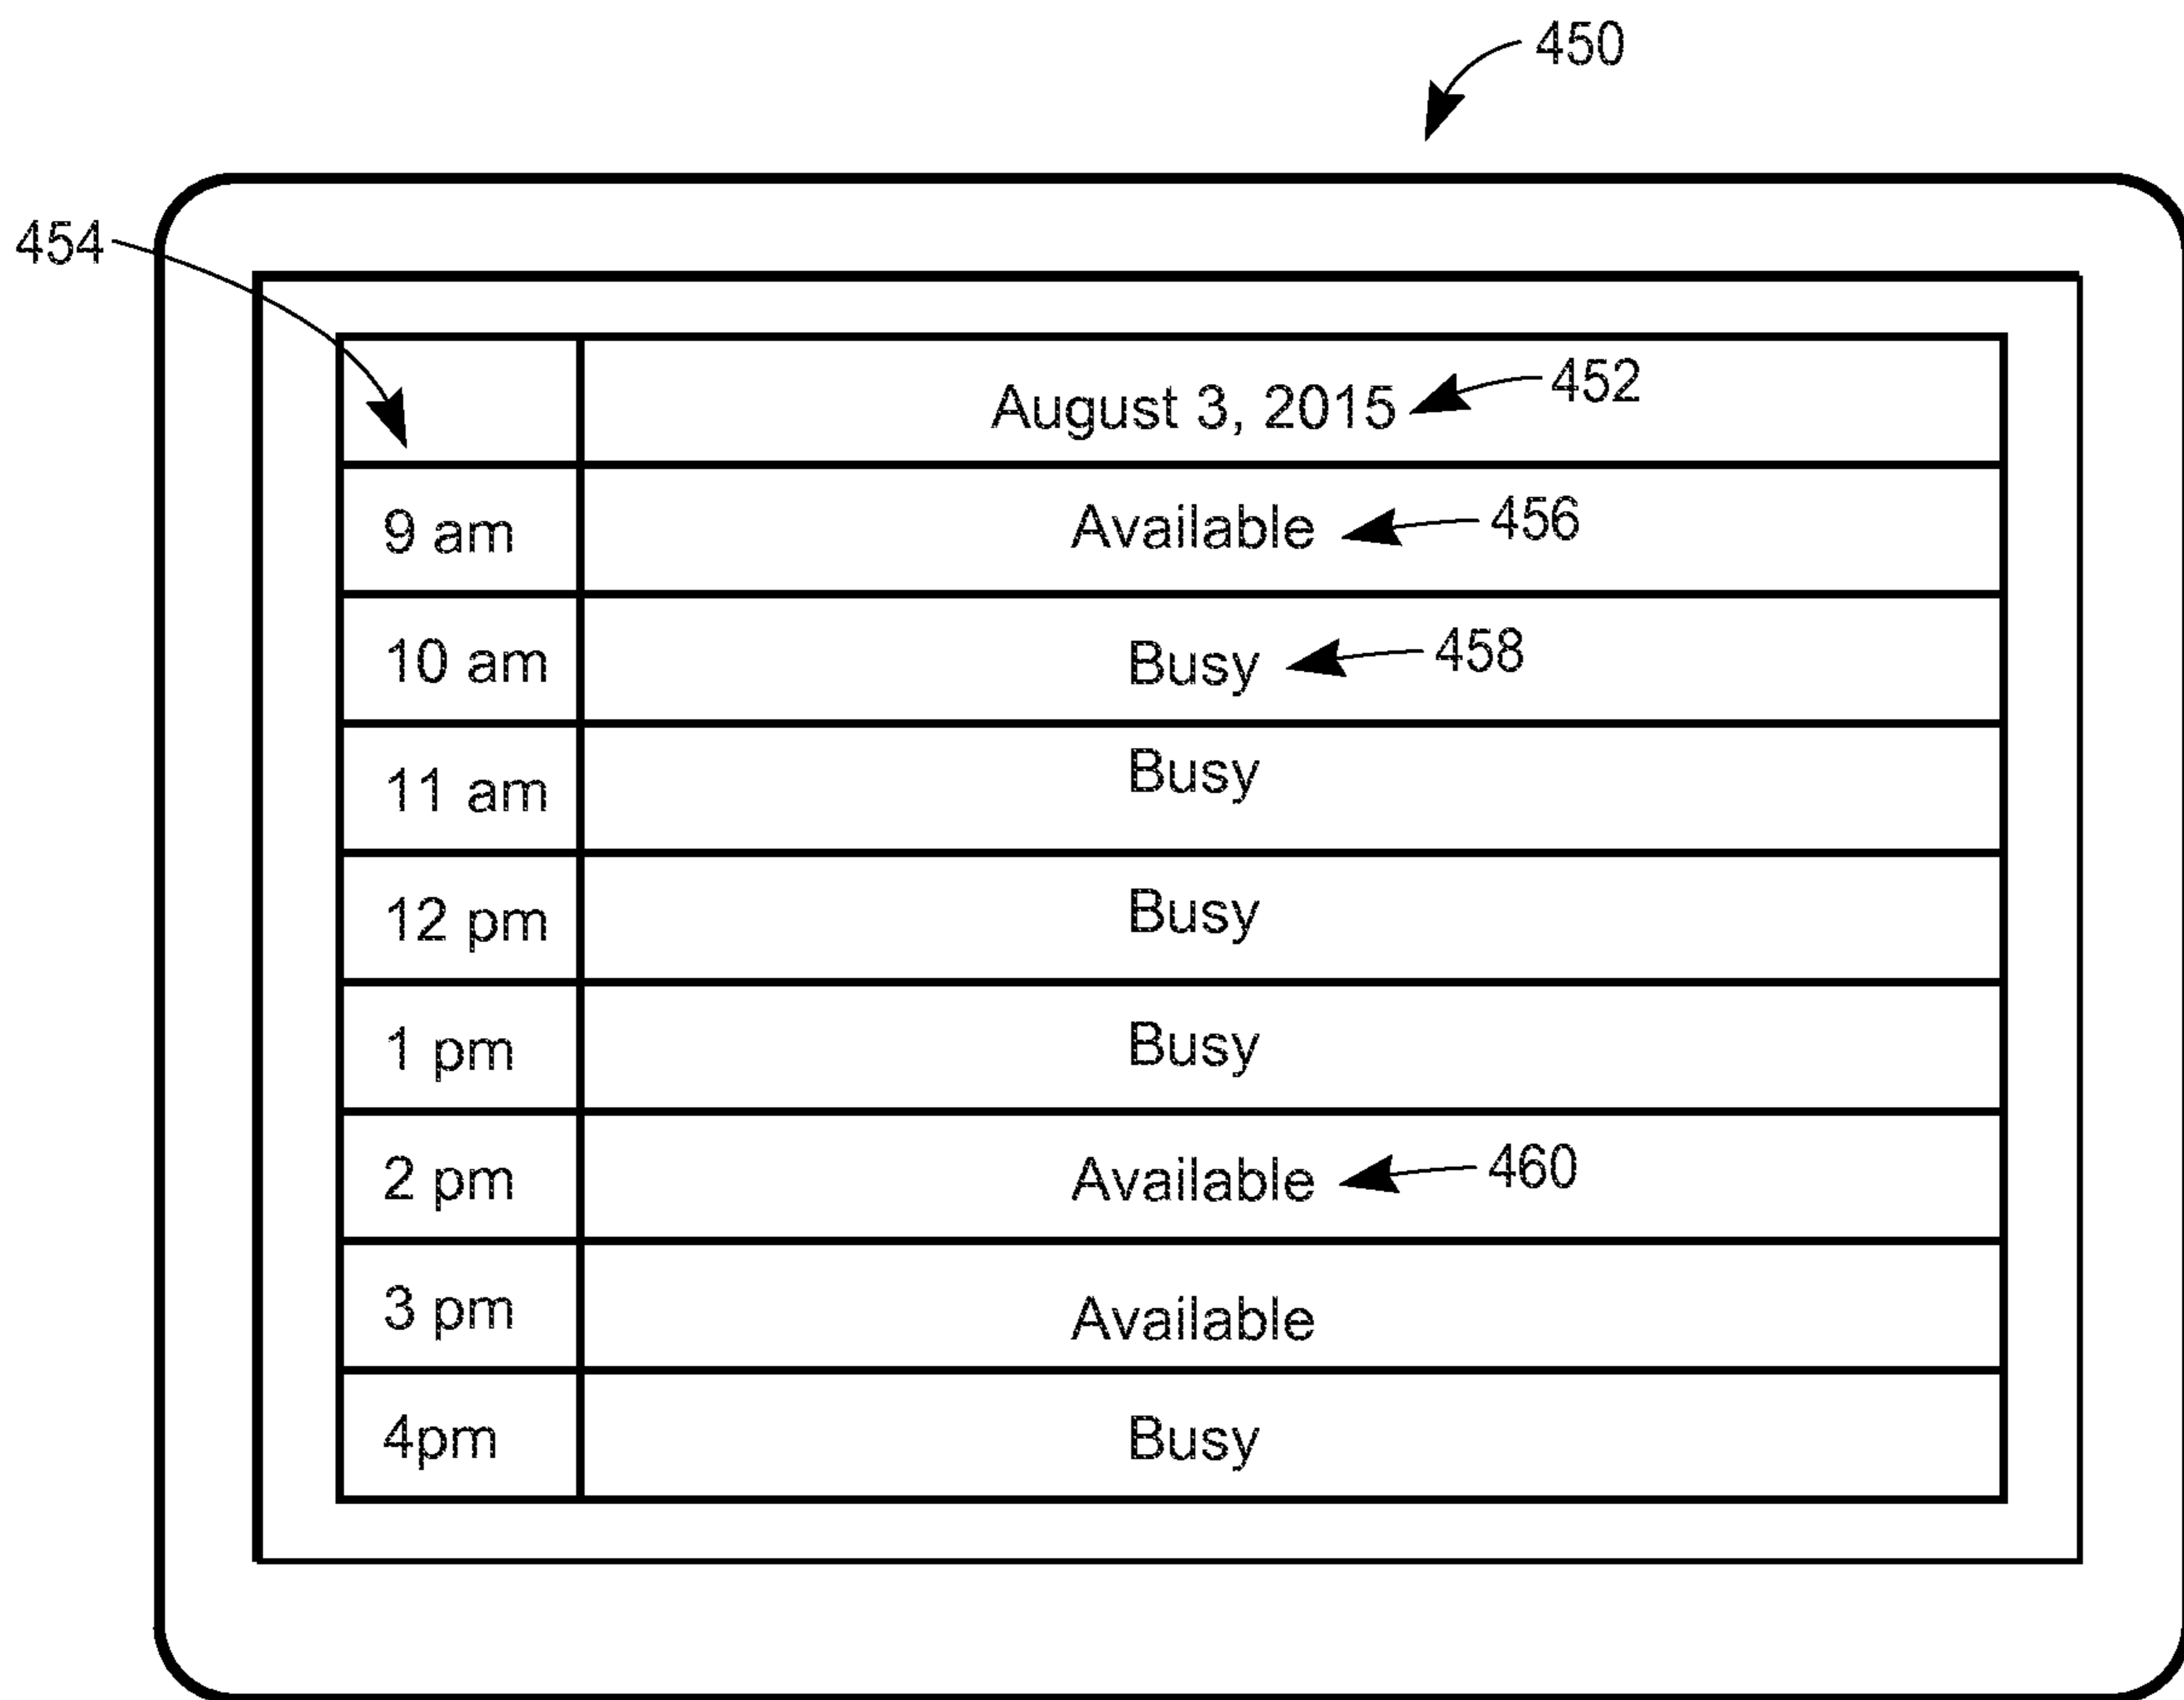 450
454
August 3, 2015 452
9 am Available 456
10 am Busy 458
11 am Busy
12 pm Busy
1 pm Busy
2 pm Available 460
3 pm Available
4pm Busy